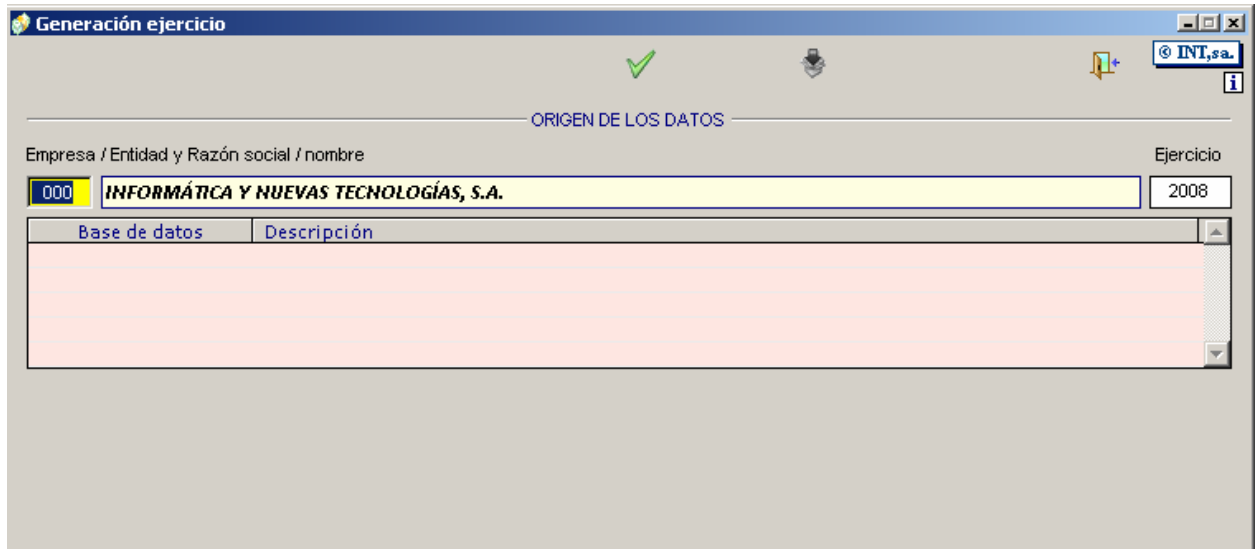 Generación ejercicio
© INT,sa.
i
ORIGEN DE LOS DATOS
Empresa / Entidad y Razón social / nombre Ejercicio
000 INFORMÁTICA Y NUEVAS TECNOLOGÍAS, S.A. 2008
Base de datos Descripción